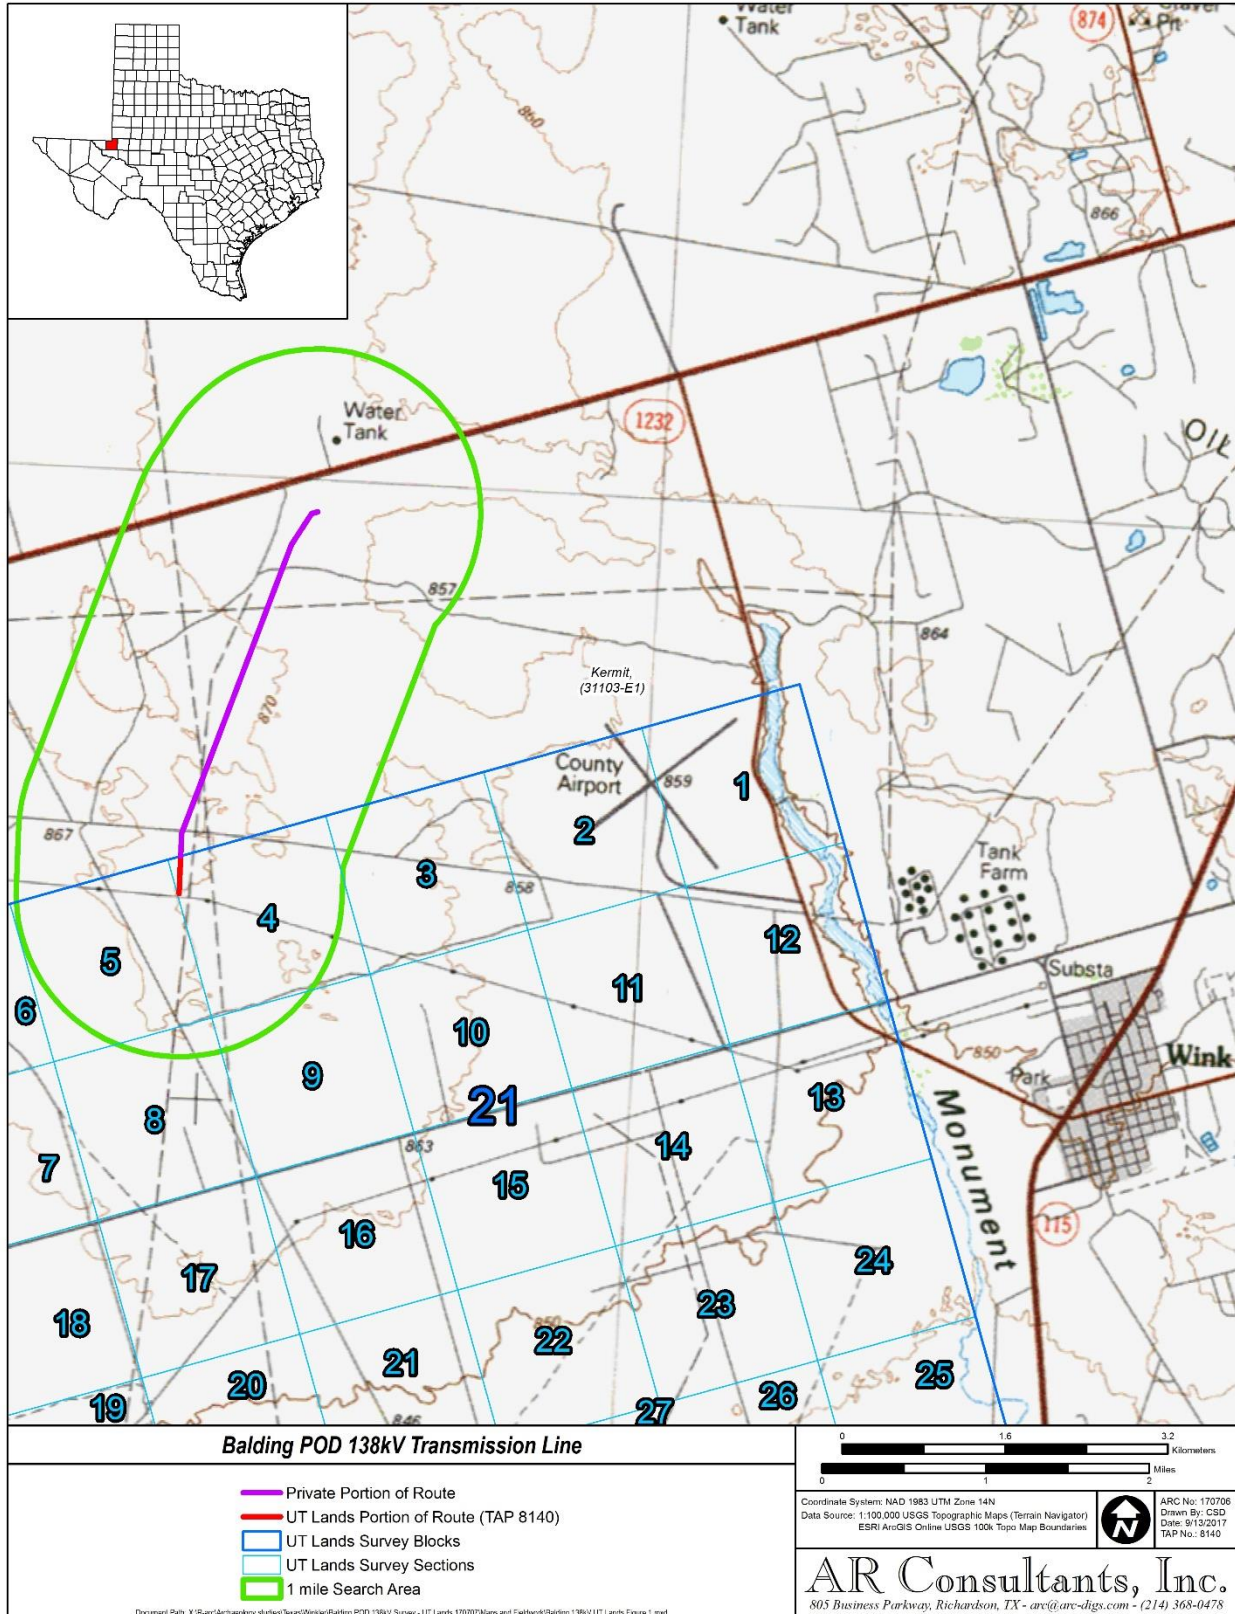 Water
Tank
874
Pit
860
866
Water
Tank
1232
OIL
857
864
Kermit,
(31103-E1)
870
County
Airport
859
1
2
867
3
858
4
Tank
Farm
12
5
Substa
6
11
10
9
850
Park
Wink
21
13
8
Monument
863
14
7
15
16
115
24
17
23
18
850
22
21
25
20
26
19
27
846
Balding POD 138kV Transmission Line
Private Portion of Route
UT Lands Portion of Route (TAP 8140)
UT Lands Survey Blocks
UT Lands Survey Sections
1 mile Search Area
0 1.6 3.2
Kilometers
Miles
0 1 2
Coordinate System: NAD 1983 UTM Zone 14N
Data Source: 1:100,000 USGS Topographic Maps (Terrain Navigator)
ESRI ArcGIS Online USGS 100k Topo Map Boundaries
N
ARC No: 170706
Drawn By: CSD
Date: 9/13/2017
TAP No.: 8140
AR Consultants, Inc.
805 Business Parkway, Richardson, TX - arc@arc-digs.com - (214) 368-0478